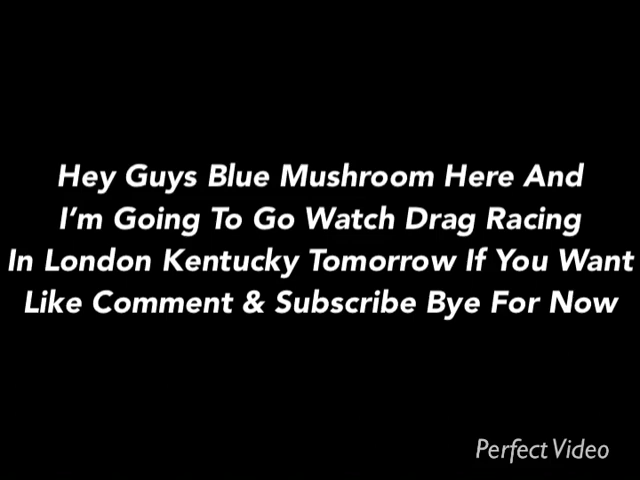 Hey Guys Blue Mushroom Here And
I'm Going To Go Watch Drag Racing
In London Kentucky Tomorrow If You Want
Like Comment & Subscribe Bye For Now
Perfect Video